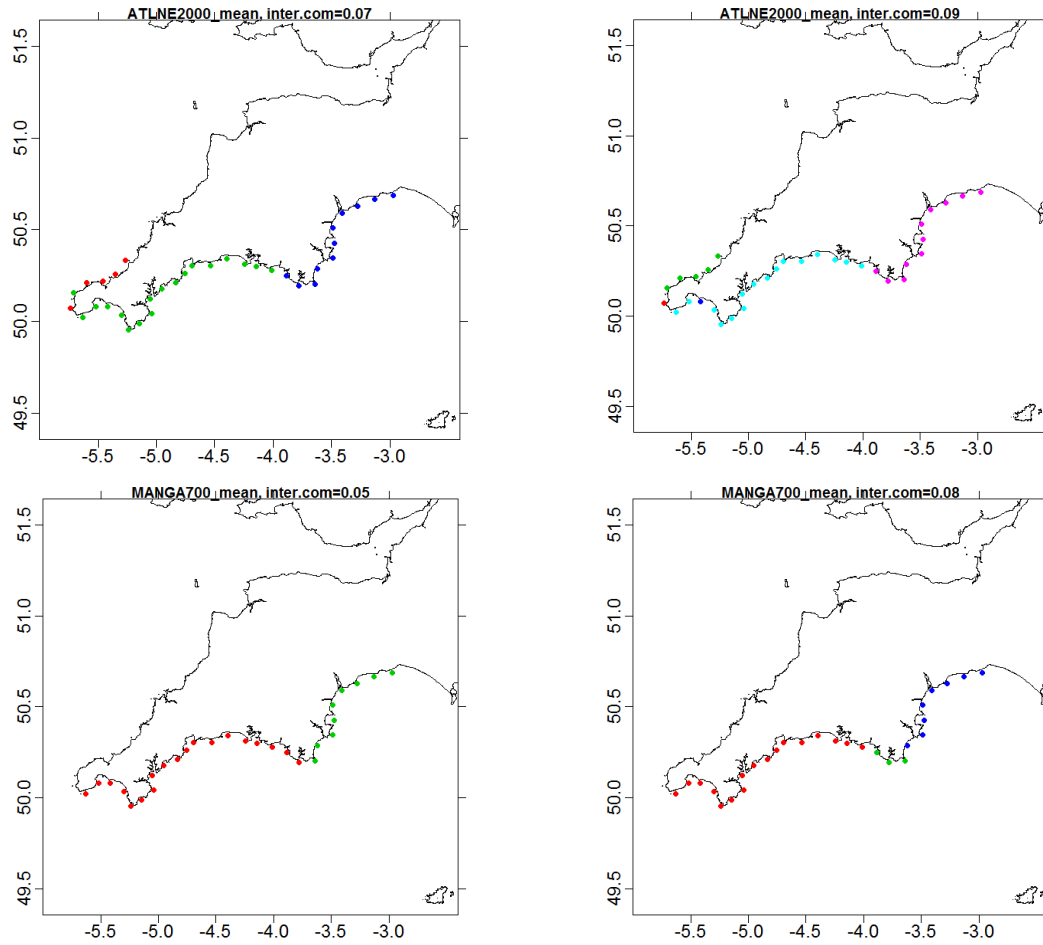 ATLNE2000_mean, inter.com=0.07
51.5
51.0
50.5
50.0
49.5
-5.5 -5.0 -4.5 -4.0 -3.5 -3.0
ATLNE2000_mean, inter.com=0.09
51.5
51.0
50.5
50.0
49.5
-5.5 -5.0 -4.5 -4.0 -3.5 -3.0
MANGA700_mean, inter.com=0.05
51.5
51.0
50.5
50.0
49.5
-5.5 -5.0 -4.5 -4.0 -3.5 -3.0
MANGA700_mean, inter.com=0.08
51.5
51.0
50.5
50.0
49.5
-5.5 -5.0 -4.5 -4.0 -3.5 -3.0